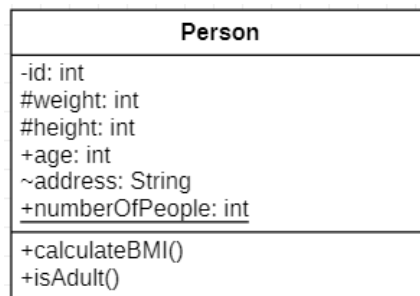 Person
-id: int
#weight: int
#height: int
+age: int
~address: String
+numberOfPeople: int
+calculateBMI()
+isAdult()